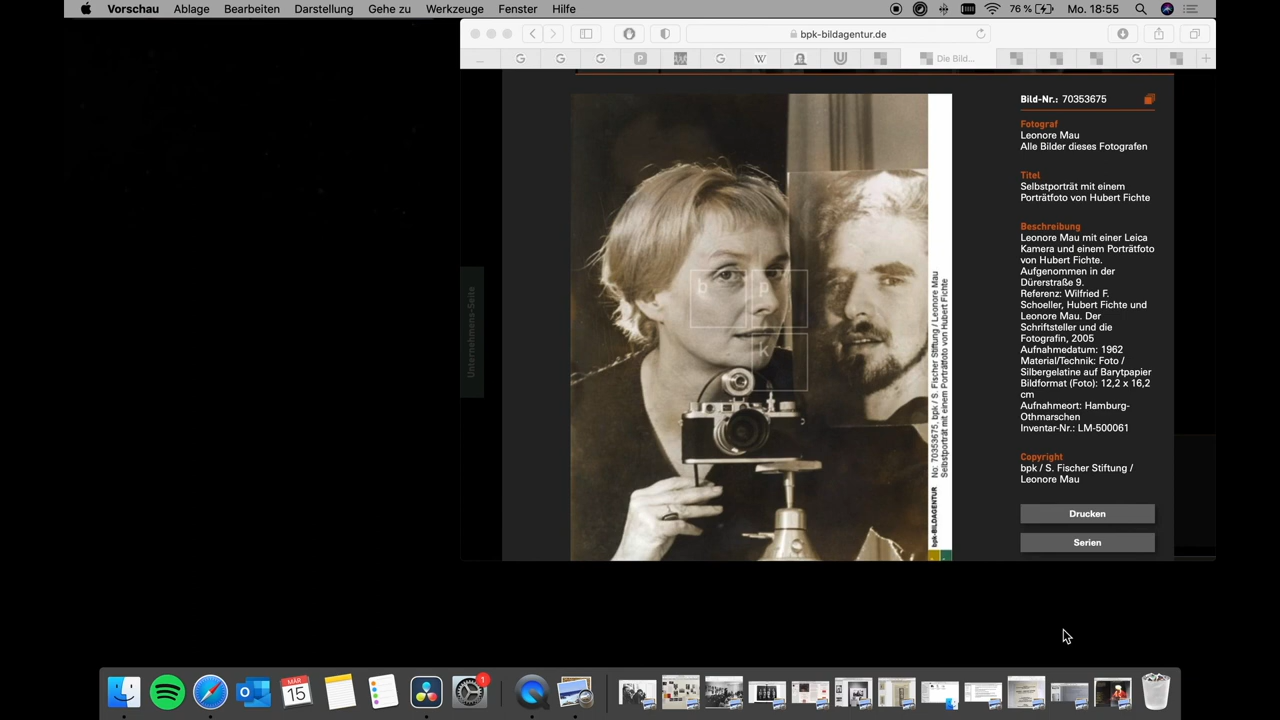 Vorschau Ablage Bearbeiten Darstellung Gehe zu Werkzeuge Fenster Hilfe
76 % Mo. 18:55
bpk-bildagentur.de
Die Bild...
Bild-Nr.: 70353675
Fotograf
Leonore Mau
Alle Bilder dieses Fotografen
Titel
Selbstporträt mit einem
Porträtfoto von Hubert Fichte
Beschreibung
Leonore Mau mit einer Leica
Kamera und einem Porträtfoto
von Hubert Fichte.
Aufgenommen in der
Dürerstraße 9.
Referenz: Wilfried F.
Schoeller, Hubert Fichte und
Leonore Mau. Der
Schriftsteller und die
Fotografin, 2005
Aufnahmedatum: 1962
Material/Technik: Foto /
Silbergelatine auf Barytpapier
Bildformat (Foto): 12,2 x 16,2
cm
Aufnahmeort: Hamburg-
Othmarschen
Inventar-Nr.: LM-500061
Copyright
bpk / S. Fischer Stiftung /
Leonore Mau
Drucken
Serien
Unternehmens-Seite
b p
k
bpk-BILDAGENTUR No: 70353675, bpk / S. Fischer Stiftung / Leonore Mau
Selbstporträt mit einem Porträtfoto von Hubert Fichte
MÄR
15
1